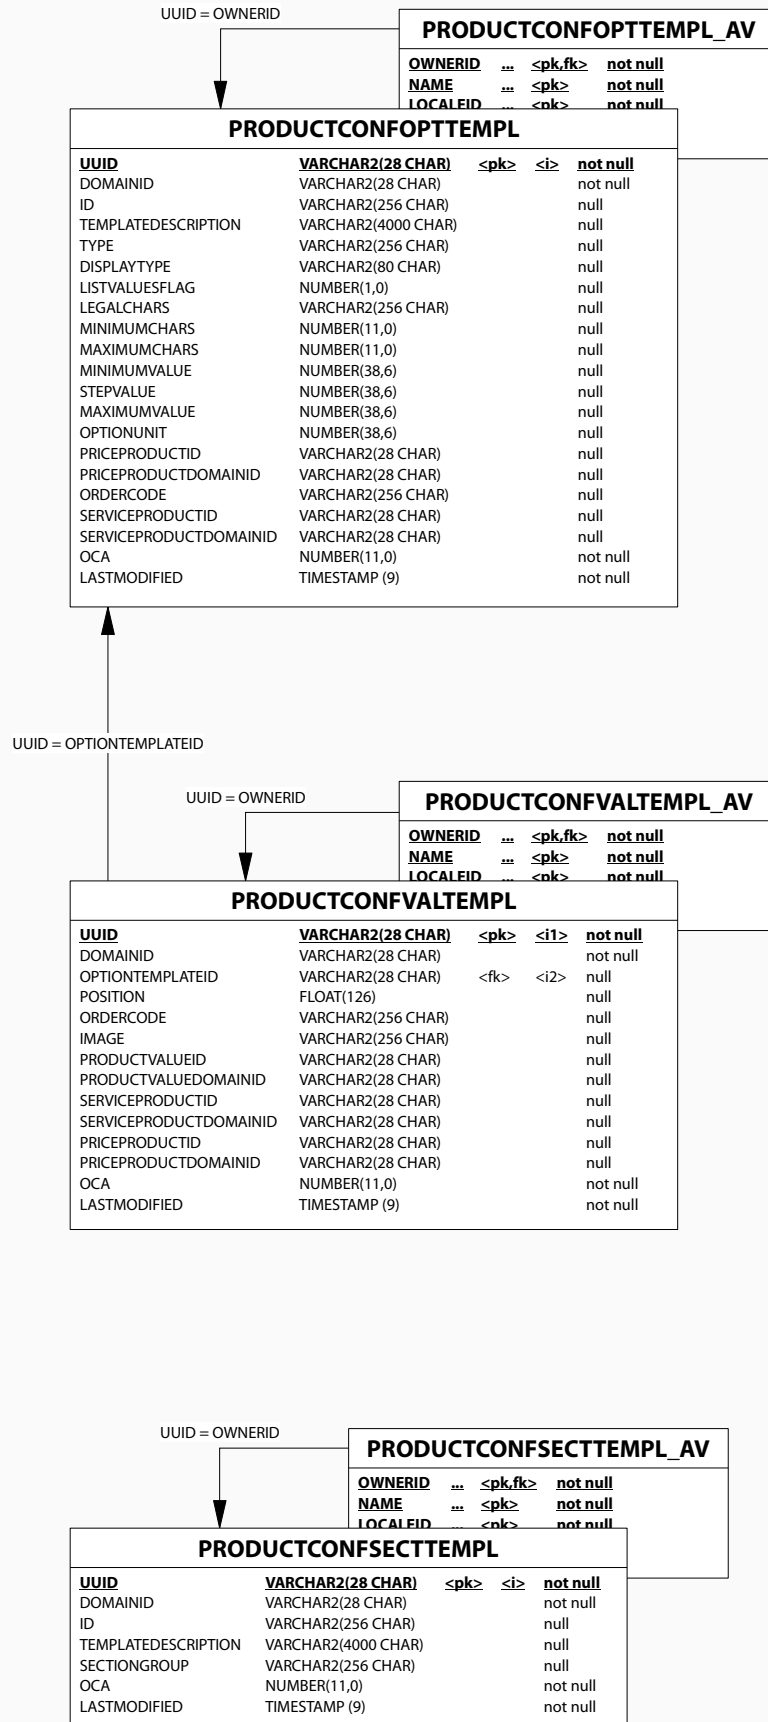 UUID = OWNERID
PRODUCTCONFOPTTEMPL_AV
OWNERID ... <pk,fk> not null
NAME ... <pk> not null
LOCALEID ... <pk> not null
PRODUCTCONFOPTTEMPL
UUID VARCHAR2(28 CHAR) <pk> <i> not null
DOMAINID VARCHAR2(28 CHAR) not null
ID VARCHAR2(256 CHAR) null
TEMPLATEDESCRIPTION VARCHAR2(4000 CHAR) null
TYPE VARCHAR2(256 CHAR) null
DISPLAYTYPE VARCHAR2(80 CHAR) null
LISTVALUESFLAG NUMBER(1,0) null
LEGALCHARS VARCHAR2(256 CHAR) null
MINIMUMCHARS NUMBER(11,0) null
MAXIMUMCHARS NUMBER(11,0) null
MINIMUMVALUE NUMBER(38,6) null
STEPVALUE NUMBER(38,6) null
MAXIMUMVALUE NUMBER(38,6) null
OPTIONUNIT NUMBER(38,6) null
PRICEPRODUCTID VARCHAR2(28 CHAR) null
PRICEPRODUCTDOMAINID VARCHAR2(28 CHAR) null
ORDERCODE VARCHAR2(256 CHAR) null
SERVICEPRODUCTID VARCHAR2(28 CHAR) null
SERVICEPRODUCTDOMAINID VARCHAR2(28 CHAR) null
OCA NUMBER(11,0) not null
LASTMODIFIED TIMESTAMP (9) not null
UUID = OPTIONTEMPLATEID
UUID = OWNERID
PRODUCTCONFVALTEMPL_AV
OWNERID ... <pk,fk> not null
NAME ... <pk> not null
LOCALEID ... <pk> not null
PRODUCTCONFVALTEMPL
UUID VARCHAR2(28 CHAR) <pk> <i1> not null
DOMAINID VARCHAR2(28 CHAR) not null
OPTIONTEMPLATEID VARCHAR2(28 CHAR) <fk> <i2> null
POSITION FLOAT(126) null
ORDERCODE VARCHAR2(256 CHAR) null
IMAGE VARCHAR2(256 CHAR) null
PRODUCTVALUEID VARCHAR2(28 CHAR) null
PRODUCTVALUEDOMAINID VARCHAR2(28 CHAR) null
SERVICEPRODUCTID VARCHAR2(28 CHAR) null
SERVICEPRODUCTDOMAINID VARCHAR2(28 CHAR) null
PRICEPRODUCTID VARCHAR2(28 CHAR) null
PRICEPRODUCTDOMAINID VARCHAR2(28 CHAR) null
OCA NUMBER(11,0) not null
LASTMODIFIED TIMESTAMP (9) not null
UUID = OWNERID
PRODUCTCONFSECTTEMPL_AV
OWNERID ... <pk,fk> not null
NAME ... <pk> not null
LOCALEID ... <pk> not null
PRODUCTCONFSECTTEMPL
UUID VARCHAR2(28 CHAR) <pk> <i> not null
DOMAINID VARCHAR2(28 CHAR) not null
ID VARCHAR2(256 CHAR) null
TEMPLATEDESCRIPTION VARCHAR2(4000 CHAR) null
SECTIONGROUP VARCHAR2(256 CHAR) null
OCA NUMBER(11,0) not null
LASTMODIFIED TIMESTAMP (9) not null